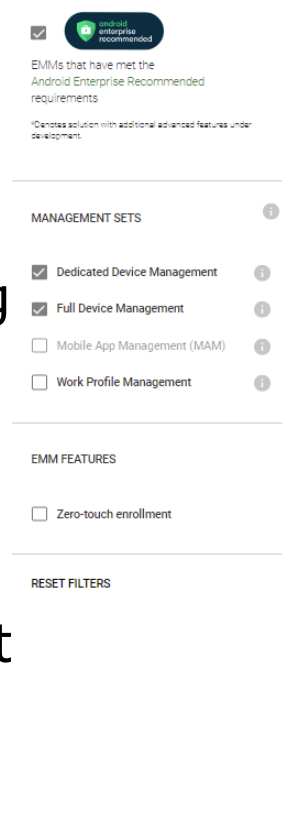 android
enterprise
recommended
EMMs that have met the
Android Enterprise Recommended
requirements
*Denotes solution with additional advanced features under
development.
MANAGEMENT SETS
Dedicated Device Management
g
Full Device Management
Mobile App Management (MAM)
Work Profile Management
EMM FEATURES
Zero-touch enrollment
RESET FILTERS
t